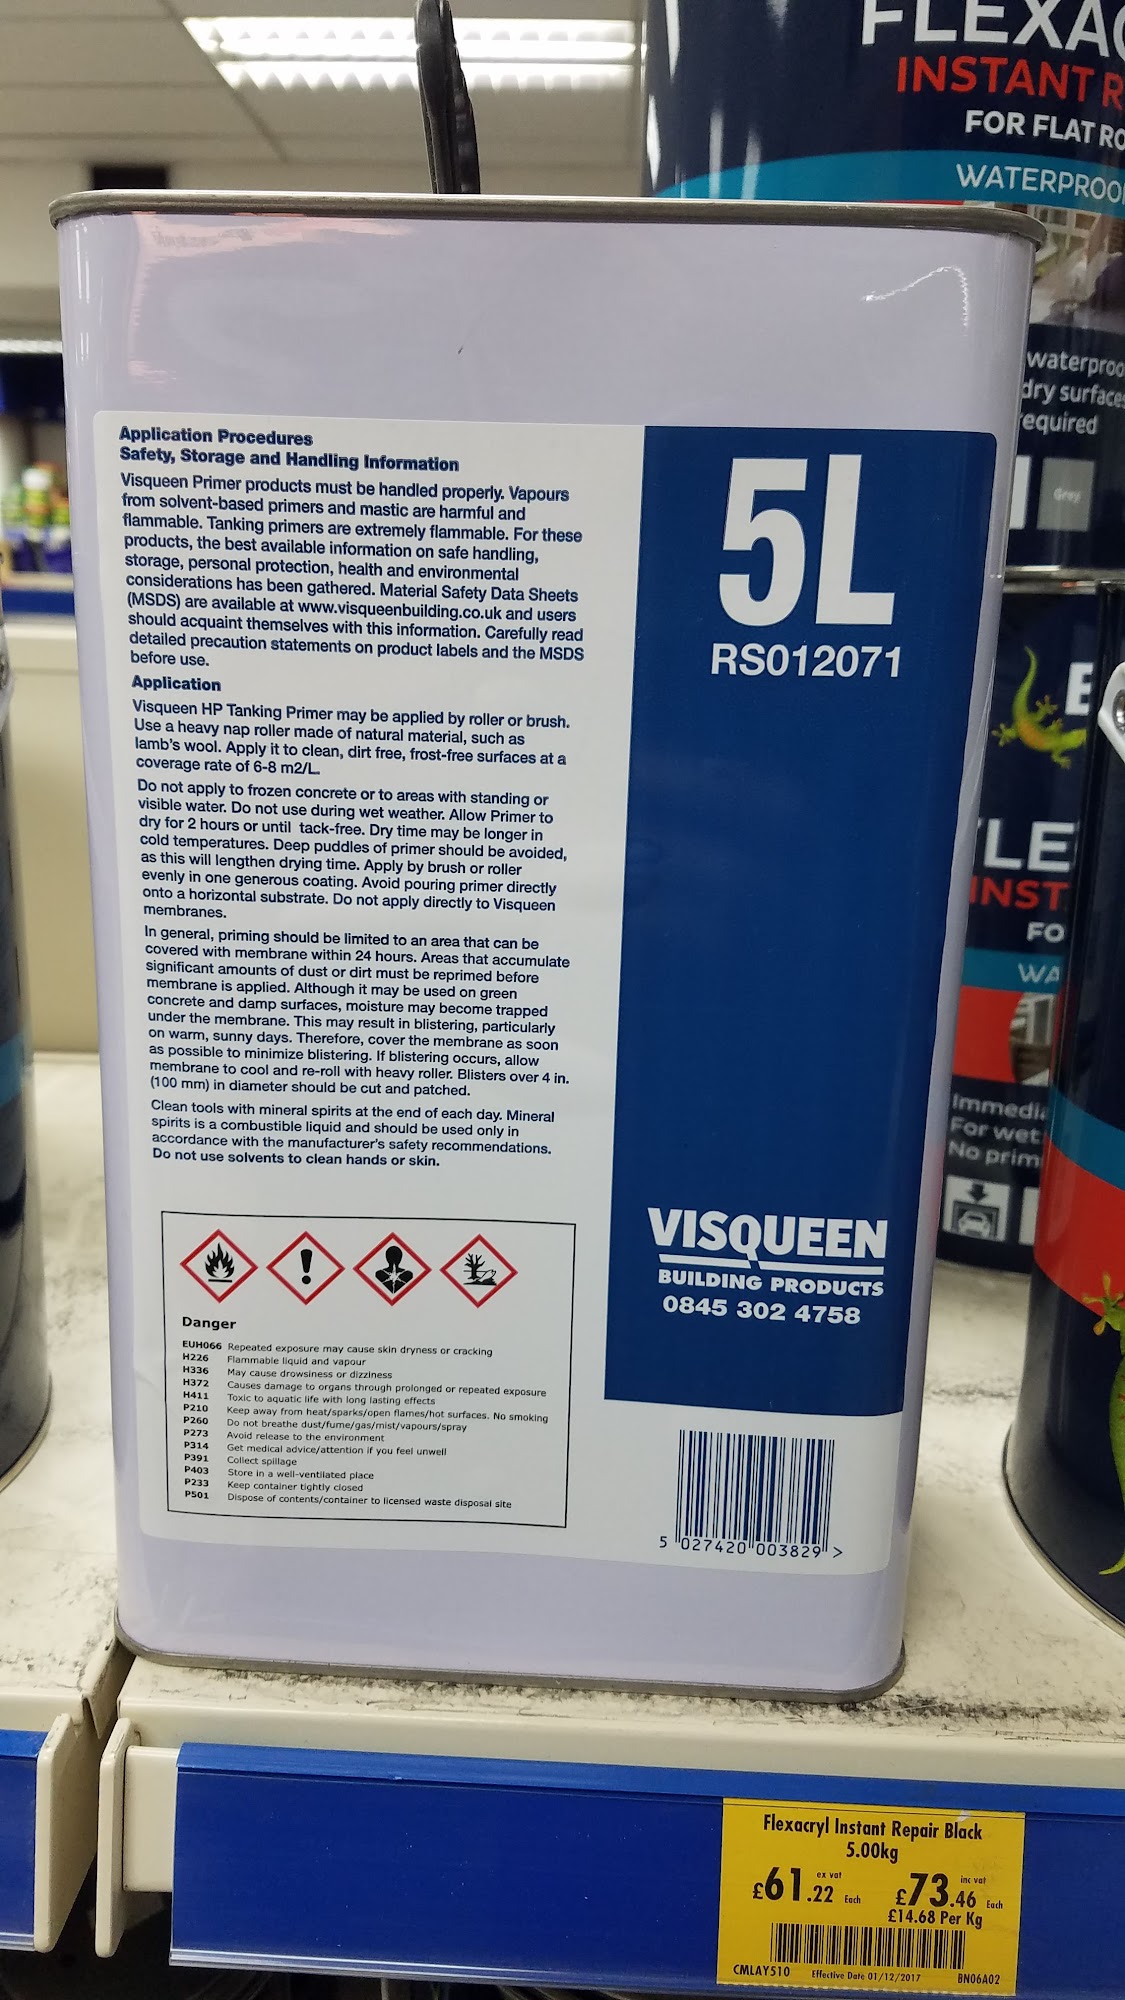 FLEXAC
INSTANT R
FOR FLAT RO
WATERPROO
waterproo
dry surfaces
required
Grey
Application Procedures
Safety, Storage and Handling Information
Visqueen Primer products must be handled properly. Vapours
from solvent-based primers and mastic are harmful and
flammable. Tanking primers are extremely flammable. For these
products, the best available information on safe handling,
storage, personal protection, health and environmental
considerations has been gathered. Material Safety Data Sheets
(MSDS) are available at www.visqueenbuilding.co.uk and users
should acquaint themselves with this information. Carefully read
detailed precaution statements on product labels and the MSDS
before use.
Application
Visqueen HP Tanking Primer may be applied by roller or brush.
Use a heavy nap roller made of natural material, such as
lamb's wool. Apply it to clean, dirt free, frost-free surfaces at a
coverage rate of 6-8 m2/L.
Do not apply to frozen concrete or to areas with standing or
visible water. Do not use during wet weather. Allow Primer to
dry for 2 hours or until tack-free. Dry time may be longer in
cold temperatures. Deep puddles of primer should be avoided,
as this will lengthen drying time. Apply by brush or roller
evenly in one generous coating. Avoid pouring primer directly
onto a horizontal substrate. Do not apply directly to Visqueen
membranes.
In general, priming should be limited to an area that can be
covered with membrane within 24 hours. Areas that accumulate
significant amounts of dust or dirt must be reprimed before
membrane is applied. Although it may be used on green
concrete and damp surfaces, moisture may become trapped
under the membrane. This may result in blistering, particularly
on warm, sunny days. Therefore, cover the membrane as soon
as possible to minimize blistering. If blistering occurs, allow
membrane to cool and re-roll with heavy roller. Blisters over 4 in.
(100 mm) in diameter should be cut and patched.
Clean tools with mineral spirits at the end of each day. Mineral
spirits is a combustible liquid and should be used only in
accordance with the manufacturer's safety recommendations.
Do not use solvents to clean hands or skin.
Danger
EUH066 Repeated exposure may cause skin dryness or cracking
H226 Flammable liquid and vapour
H336 May cause drowsiness or dizziness
H372 Causes damage to organs through prolonged or repeated exposure
H411 Toxic to aquatic life with long lasting effects
P210 Keep away from heat/sparks/open flames/hot surfaces. No smoking
P260 Do not breathe dust/fume/gas/mist/vapours/spray
P273 Avoid release to the environment
P314 Get medical advice/attention if you feel unwell
P391 Collect spillage
P403 Store in a well-ventilated place
P233 Keep container tightly closed
P501 Dispose of contents/container to licensed waste disposal site
5L
RS012071
VISQUEEN
BUILDING PRODUCTS
0845 302 4758
5 027420 003829 >
LE
INST
FO
WA
Immedia
For wet
No prim
Flexacryl Instant Repair Black
5.00kg
£61.22 ex vat Each £73.46 inc vat Each
£14.68 Per Kg
CMLAY510 Effective Date 01/12/2017 BN06A02